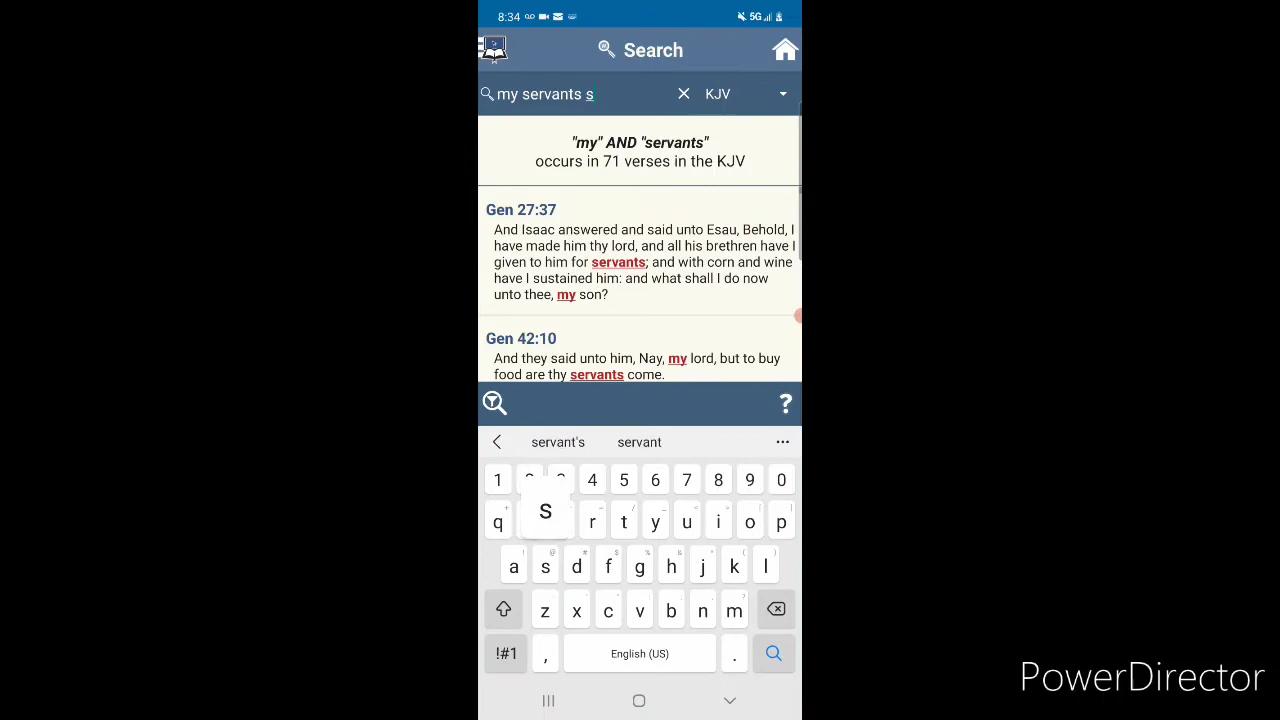 8:34 5G
Search
my servants s KJV
"my" AND "servants"
occurs in 71 verses in the KJV
Gen 27:37
And Isaac answered and said unto Esau, Behold, I
have made him thy lord, and all his brethren have I
given to him for servants; and with corn and wine
have I sustained him: and what shall I do now
unto thee, my son?
Gen 42:10
And they said unto him, Nay, my lord, but to buy
food are thy servants come.
?
servant's servant ...
1 4 5 6 7 8 9 0
q s r t y u i o p
a s d f g h j k l
z x c v b n m
!#1 , English (US) .
PowerDirector